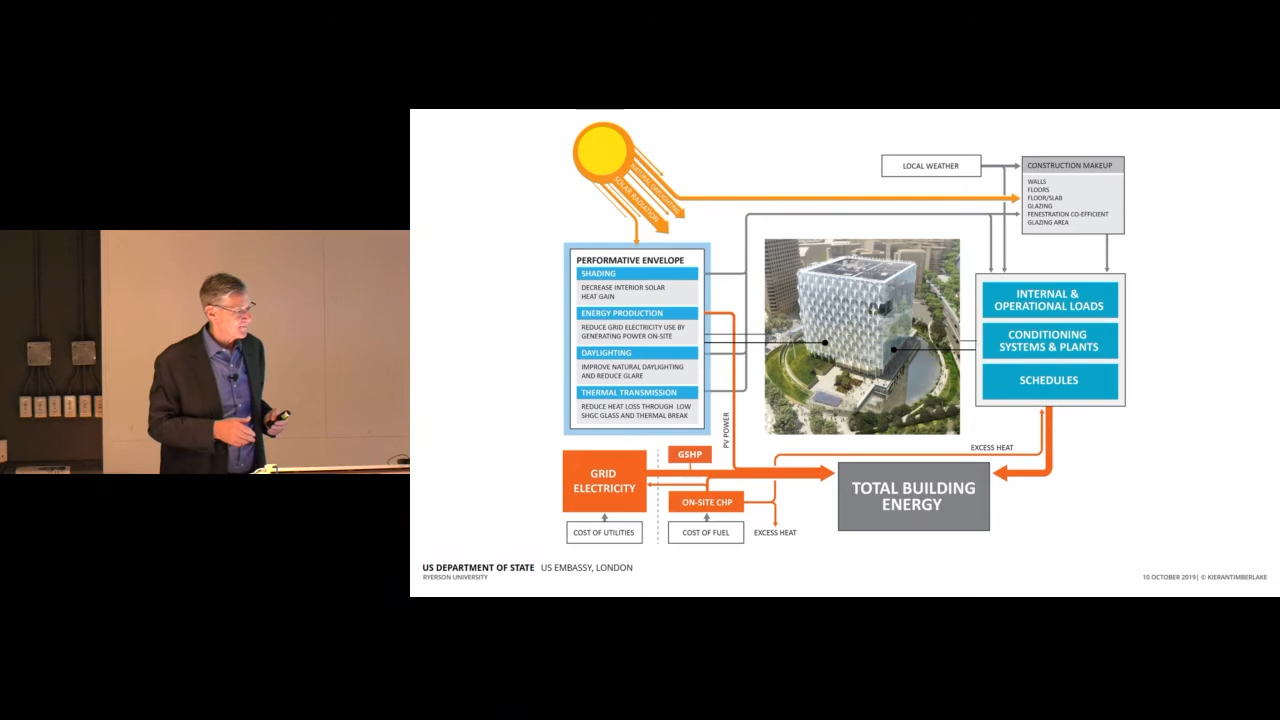 NATURAL DAYLIGHTING
SOLAR RADIATION
LOCAL WEATHER
CONSTRUCTION MAKEUP
WALLS
FLOORS
FLOOR/SLAB
GLAZING
FENESTRATION CO-EFFICIENT
GLAZING AREA
PERFORMATIVE ENVELOPE
SHADING
DECREASE INTERIOR SOLAR
HEAT GAIN
ENERGY PRODUCTION
REDUCE GRID ELECTRICITY USE BY
GENERATING POWER ON-SITE
DAYLIGHTING
IMPROVE NATURAL DAYLIGHTING
AND REDUCE GLARE
THERMAL TRANSMISSION
REDUCE HEAT LOSS THROUGH LOW
SHGC GLASS AND THERMAL BREAK
INTERNAL &
OPERATIONAL LOADS
CONDITIONING
SYSTEMS & PLANTS
SCHEDULES
PV POWER
EXCESS HEAT
GRID
ELECTRICITY
GSHP
ON-SITE CHP
TOTAL BUILDING
ENERGY
COST OF UTILITIES
COST OF FUEL
EXCESS HEAT
US DEPARTMENT OF STATE US EMBASSY, LONDON
RYERSON UNIVERSITY
10 OCTOBER 2019| © KIERANTIMBERLAKE